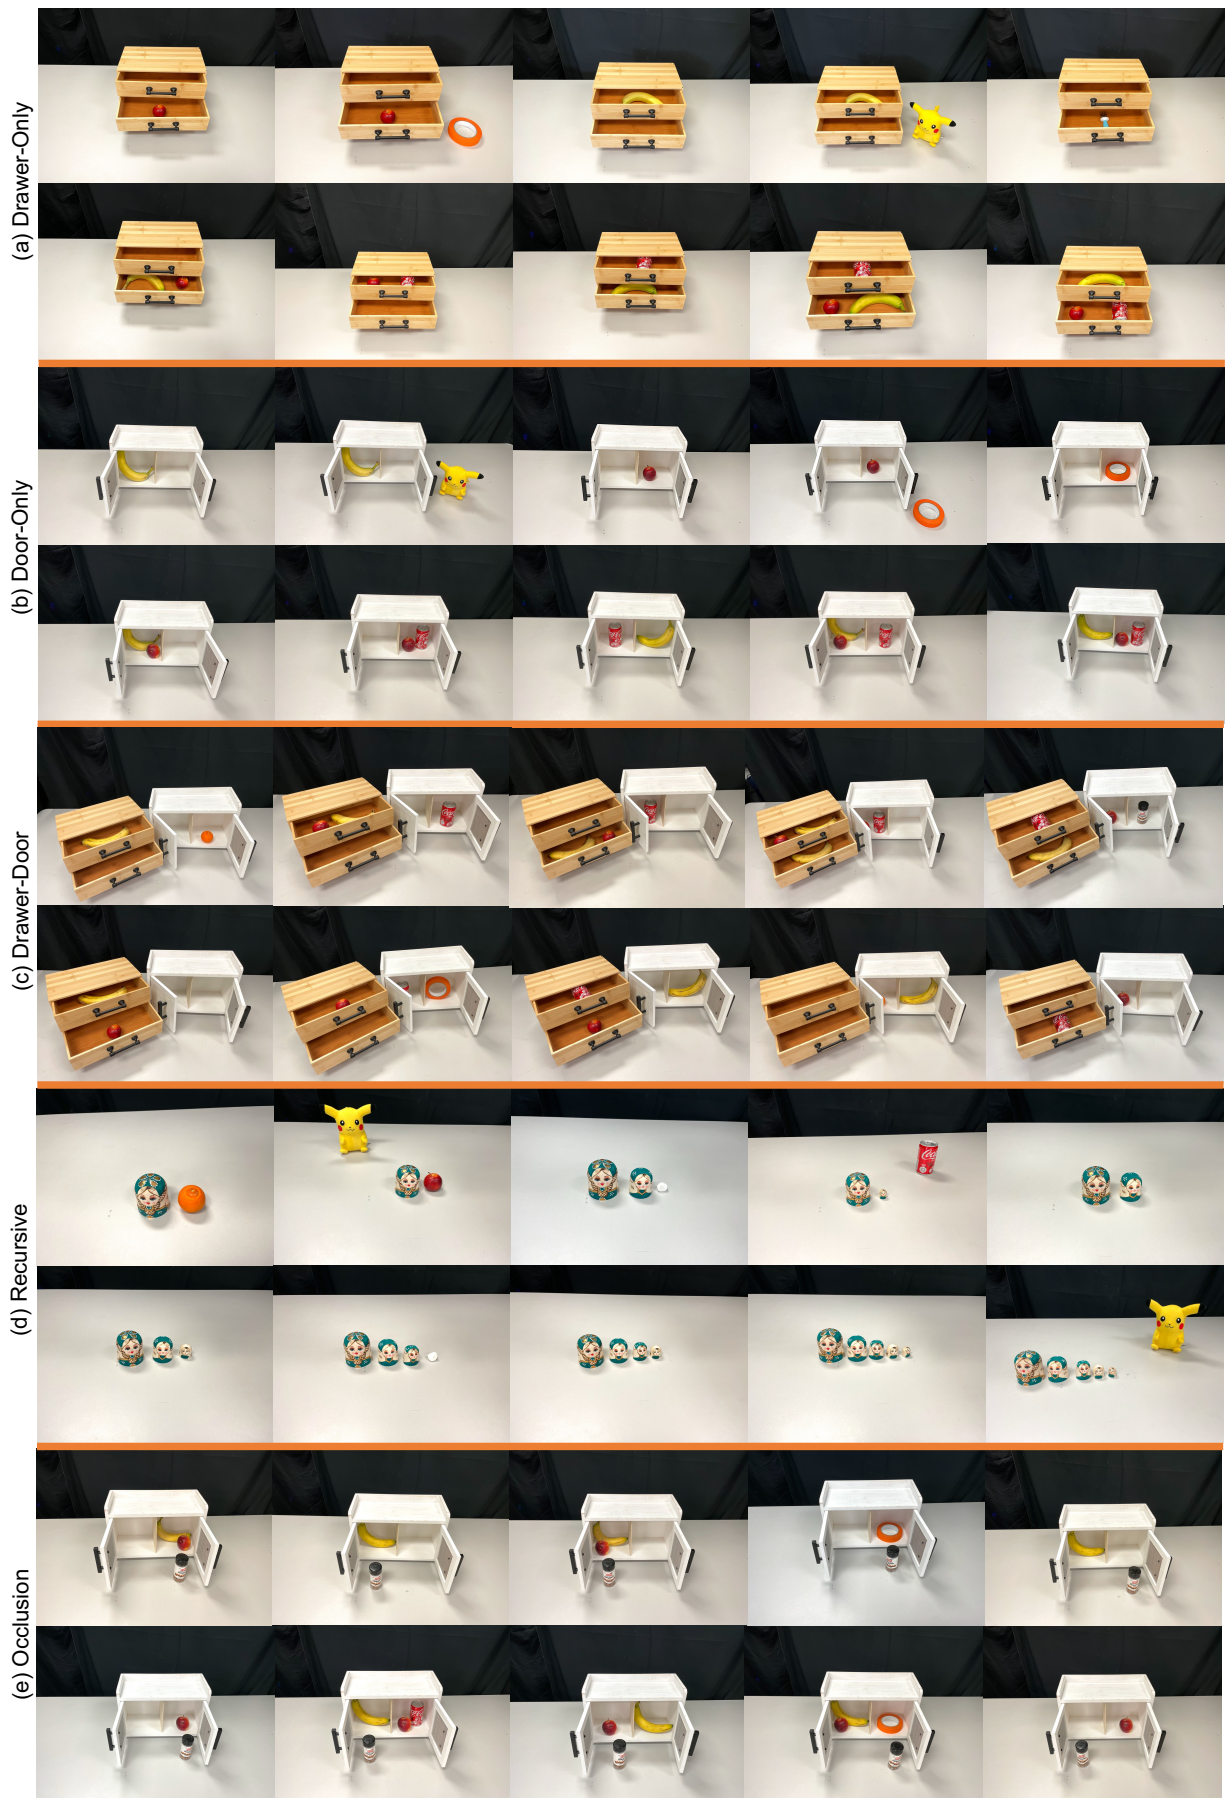 (a) Drawer-Only
(b) Door-Only
(c) Drawer-Door
(d) Recursive
(e) Occlusion